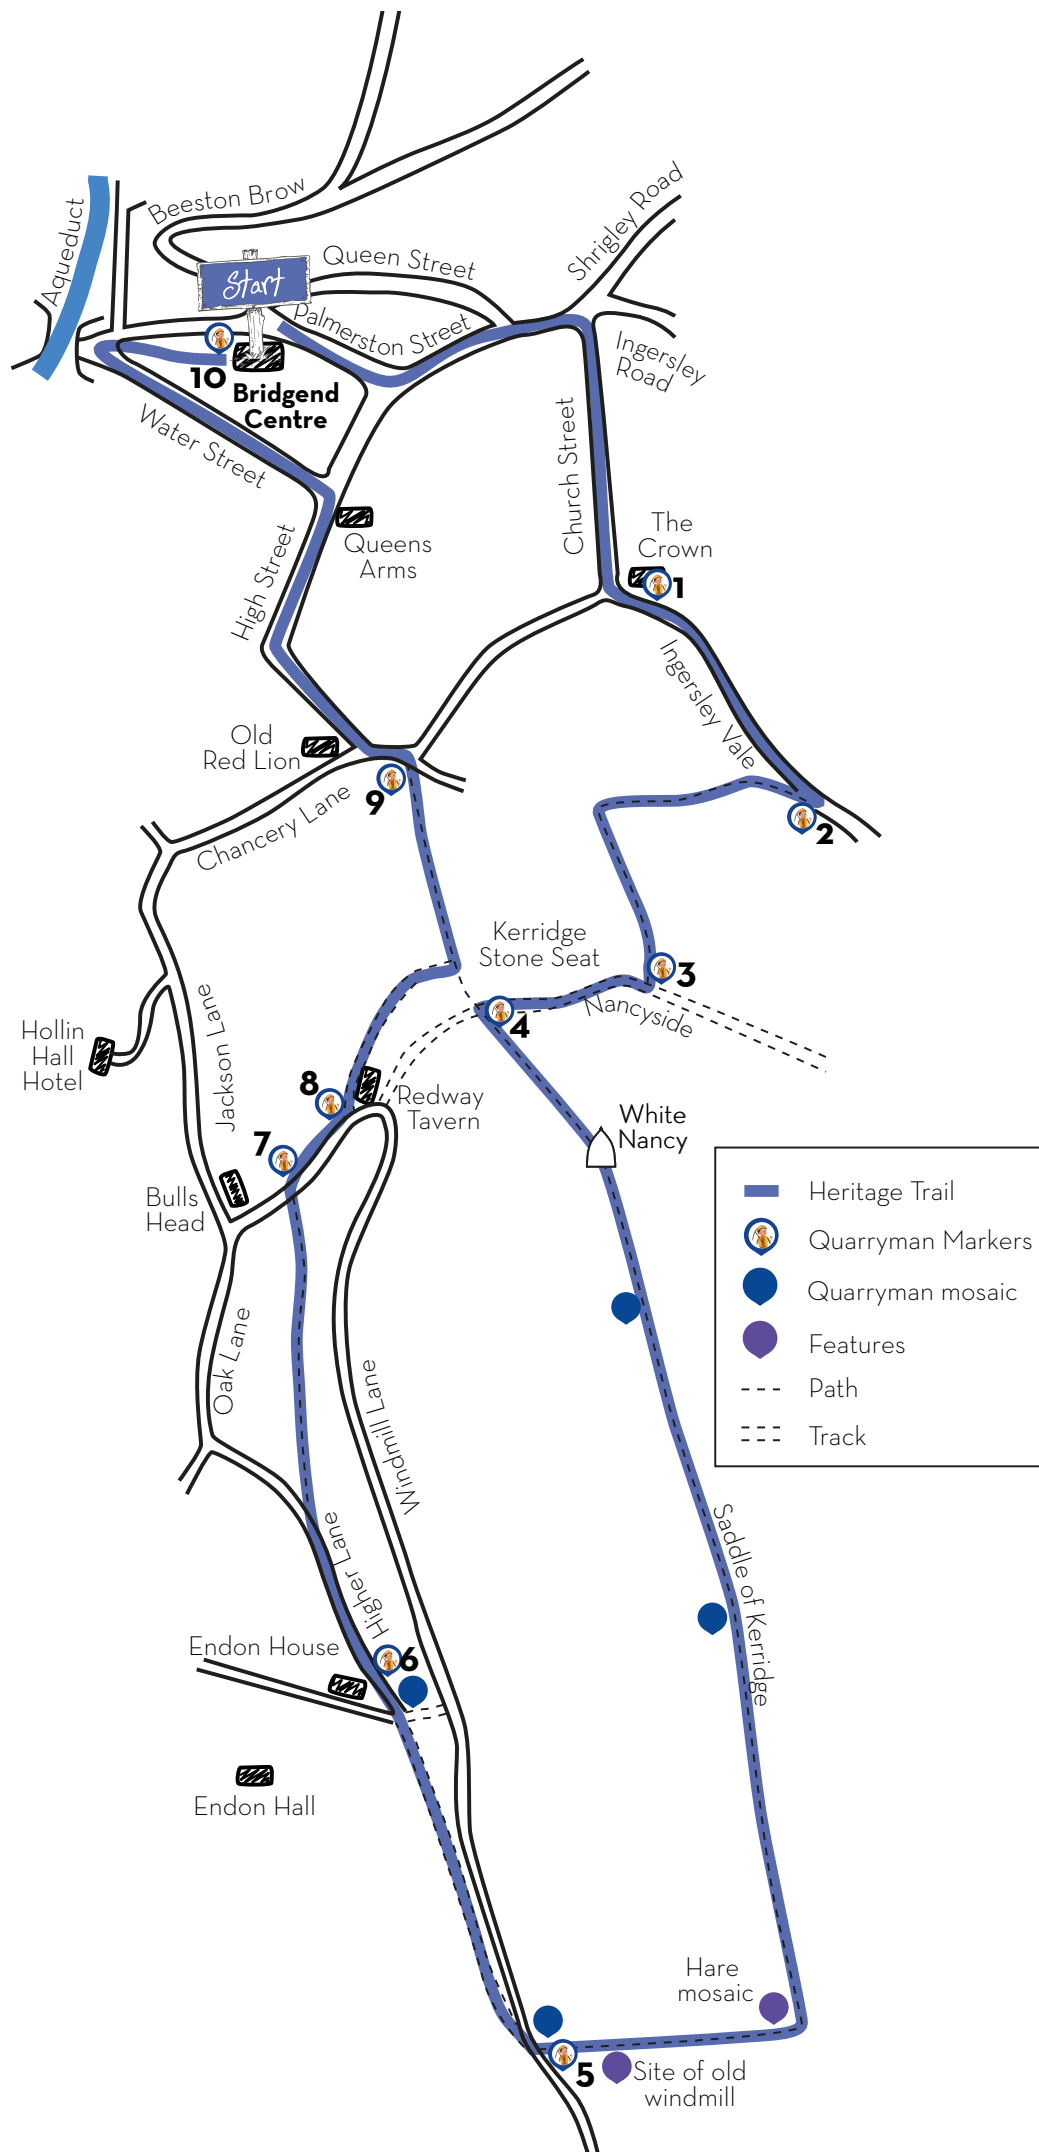 Beeston Brow
Shrigley Road
Aqueduct
Queen Street
Start
Palmerston Street
Ingersley
Road
10
Bridgend
Centre
Water Street
Church Street
High Street
Queens
Arms
The
Crown
1
Ingersley Vale
Old
Red Lion
9
Chancery Lane
2
Kerridge
Stone Seat
3
Nancyside
4
Jackson Lane
Hollin
Hall
Hotel
8
Redway
Tavern
7
White
Nancy
Bulls
Head
Heritage Trail
Quarryman Markers
Quarryman mosaic
Features
Path
Track
Oak Lane
Windmill Lane
Higher Lane
Saddle of Kerridge
Endon House
6
Endon Hall
Hare
mosaic
5
Site of old
windmill